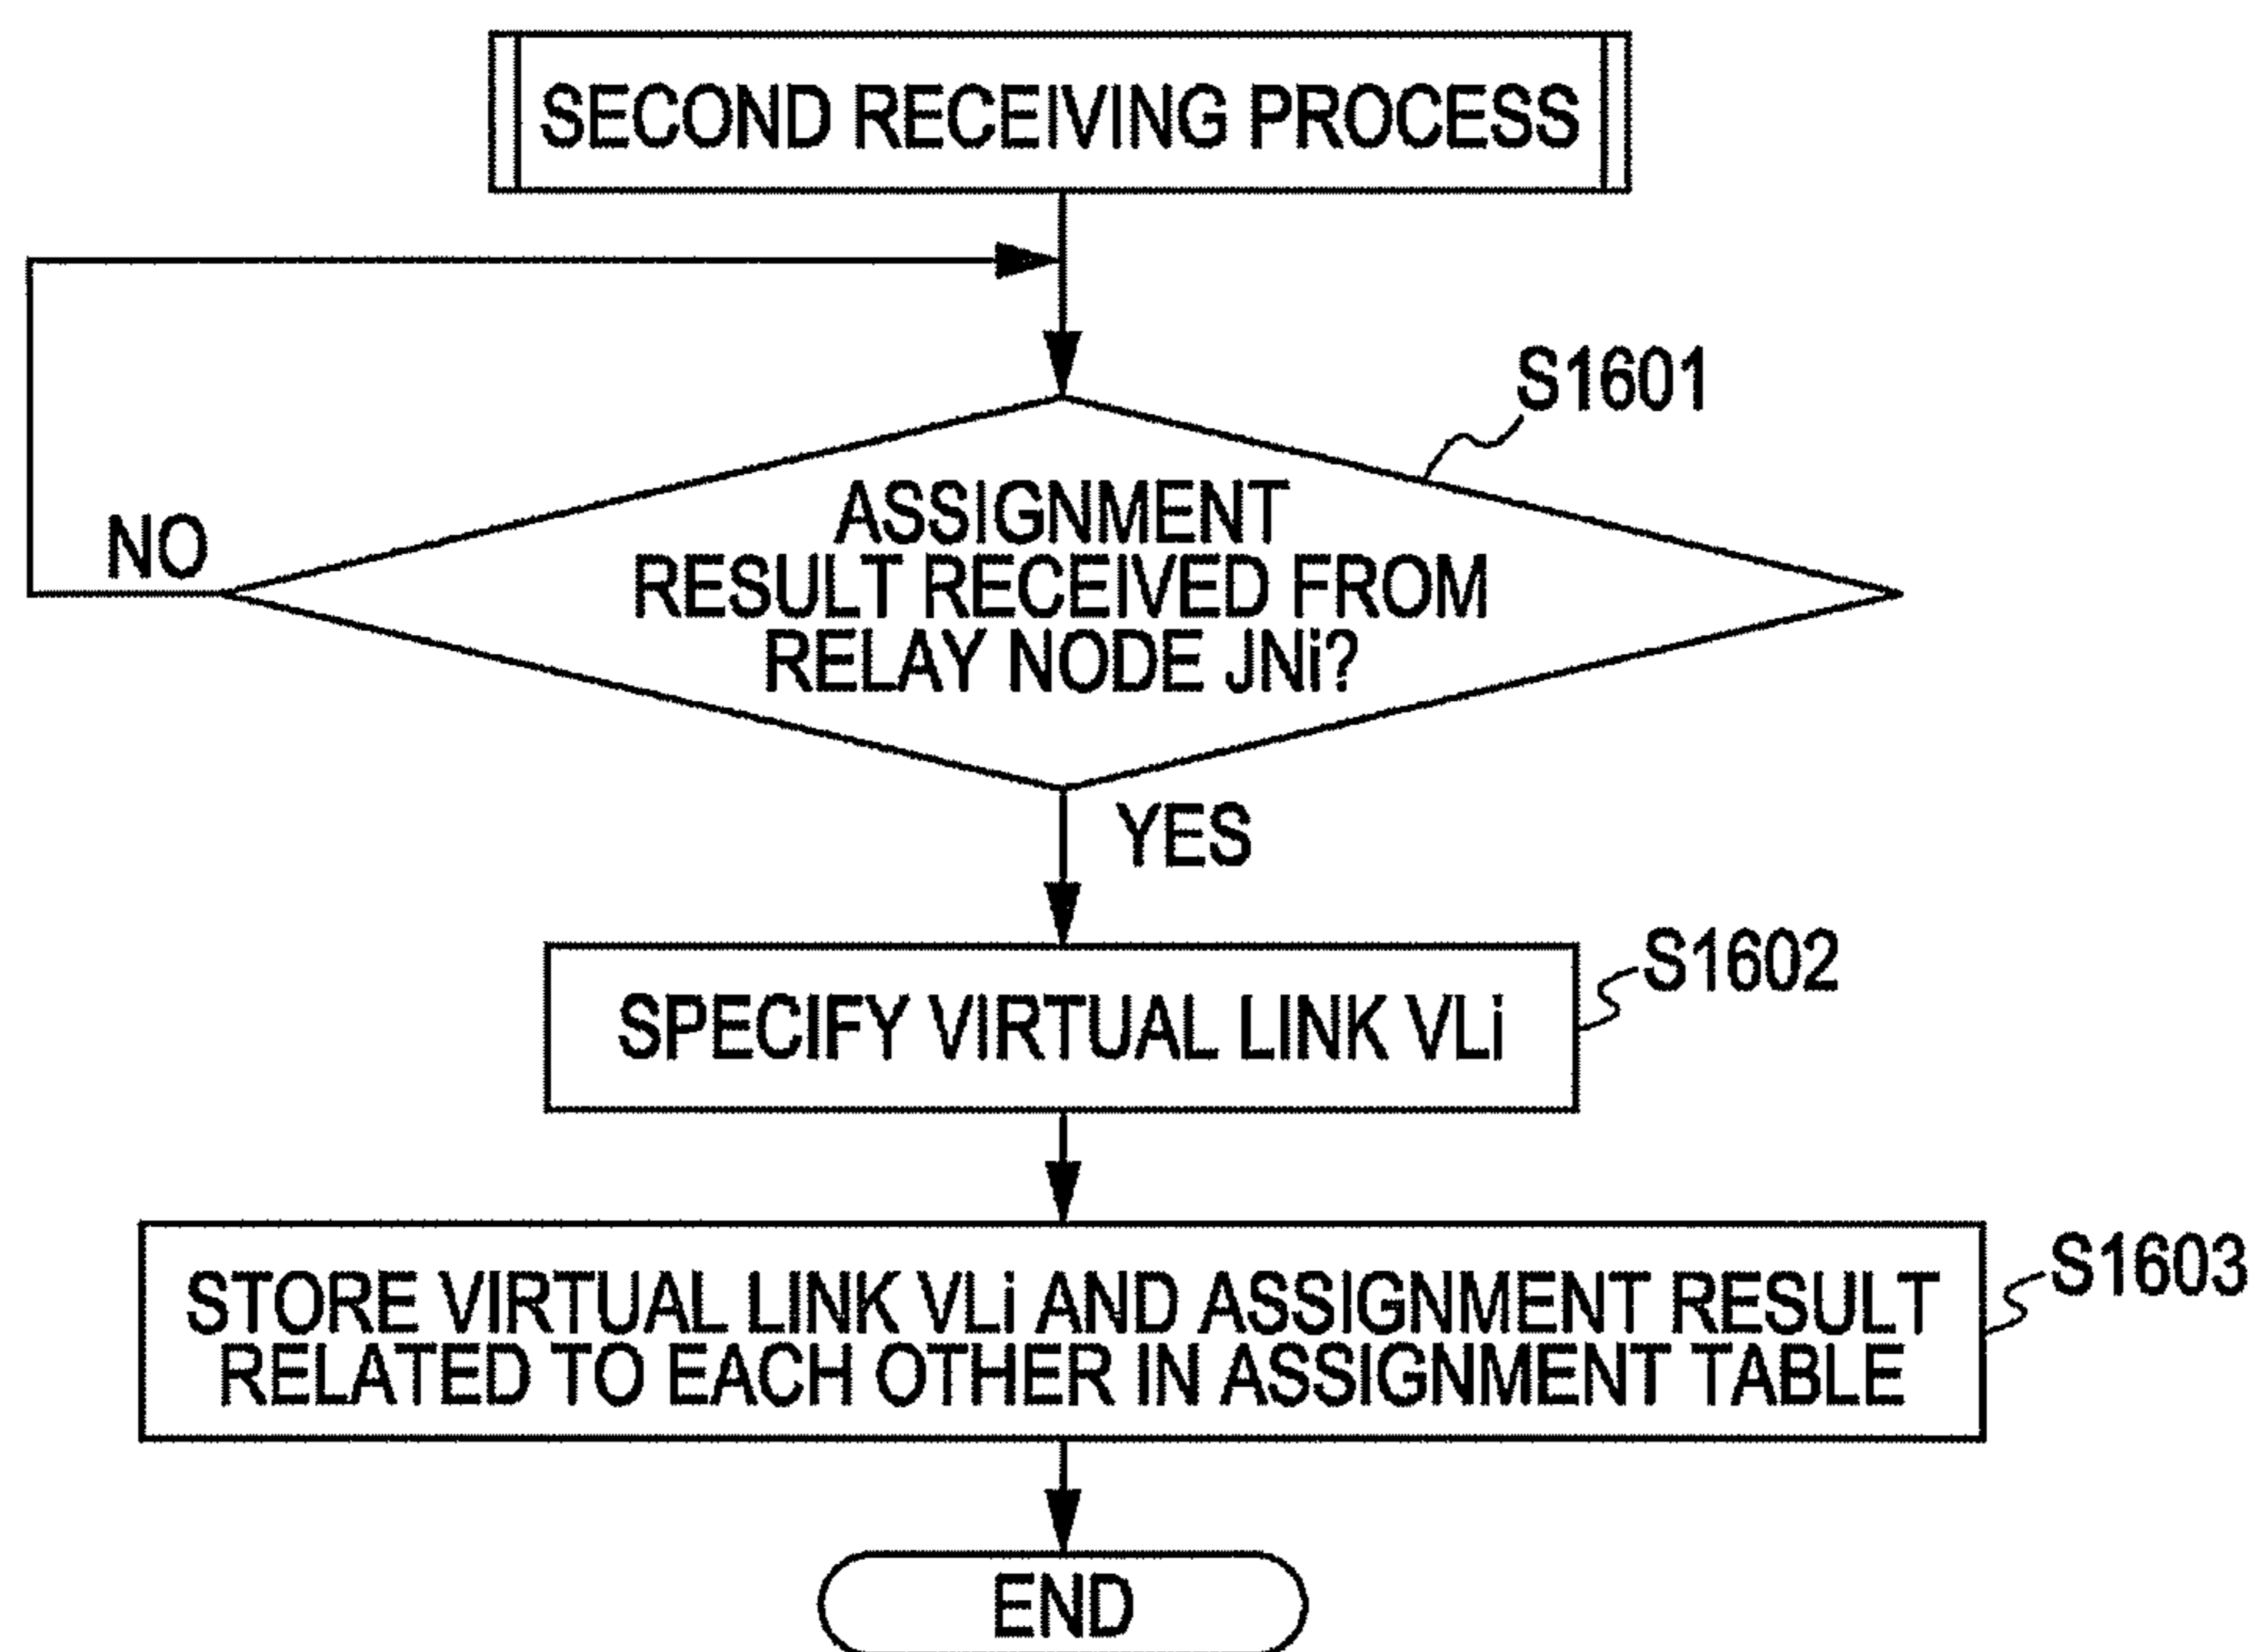 SECOND RECEIVING PROCESS
S1601
ASSIGNMENT
RESULT RECEIVED FROM
RELAY NODE JNi?
NO
YES
SPECIFY VIRTUAL LINK VLi
S1602
STORE VIRTUAL LINK VLi AND ASSIGNMENT RESULT
RELATED TO EACH OTHER IN ASSIGNMENT TABLE
S1603
END